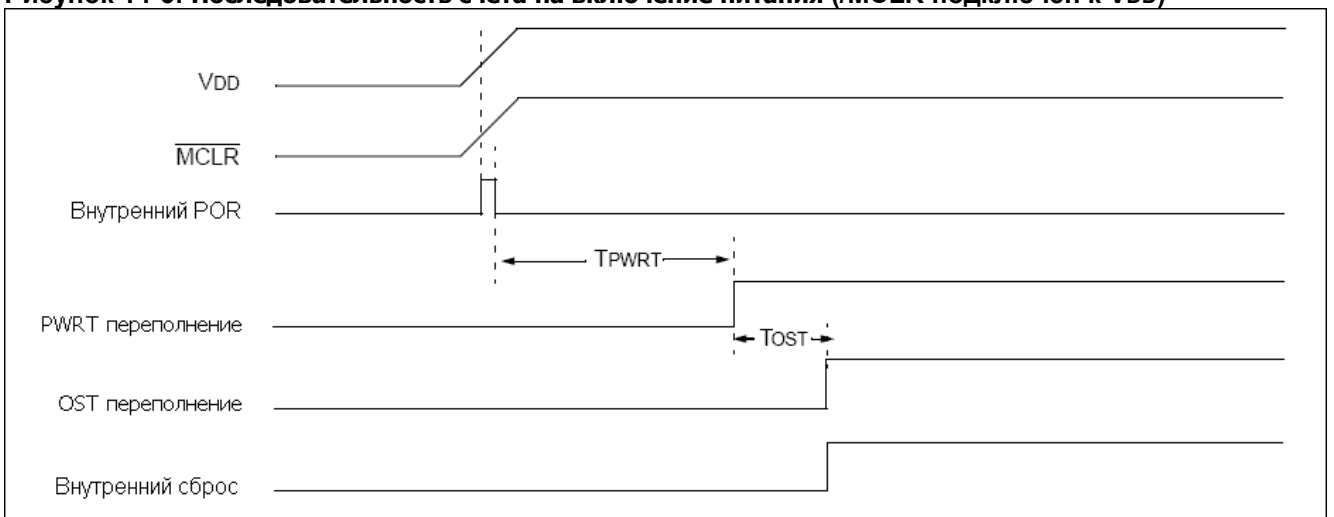 VDD
MCLR
Внутренний POR
TPWRT
PWRT переполнение
TOST
OST переполнение
Внутренний сброс